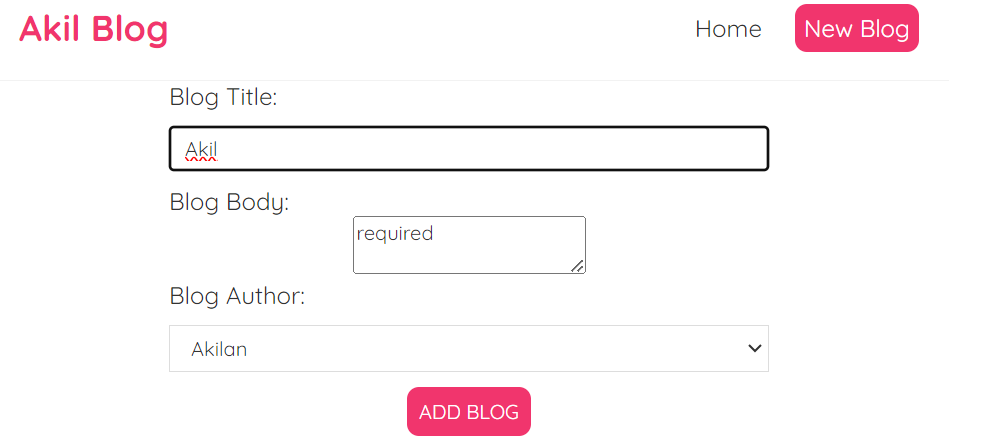 Akil Blog
Home
New Blog
Blog Title:
Akil
Blog Body:
required
Blog Author:
Akilan
ADD BLOG